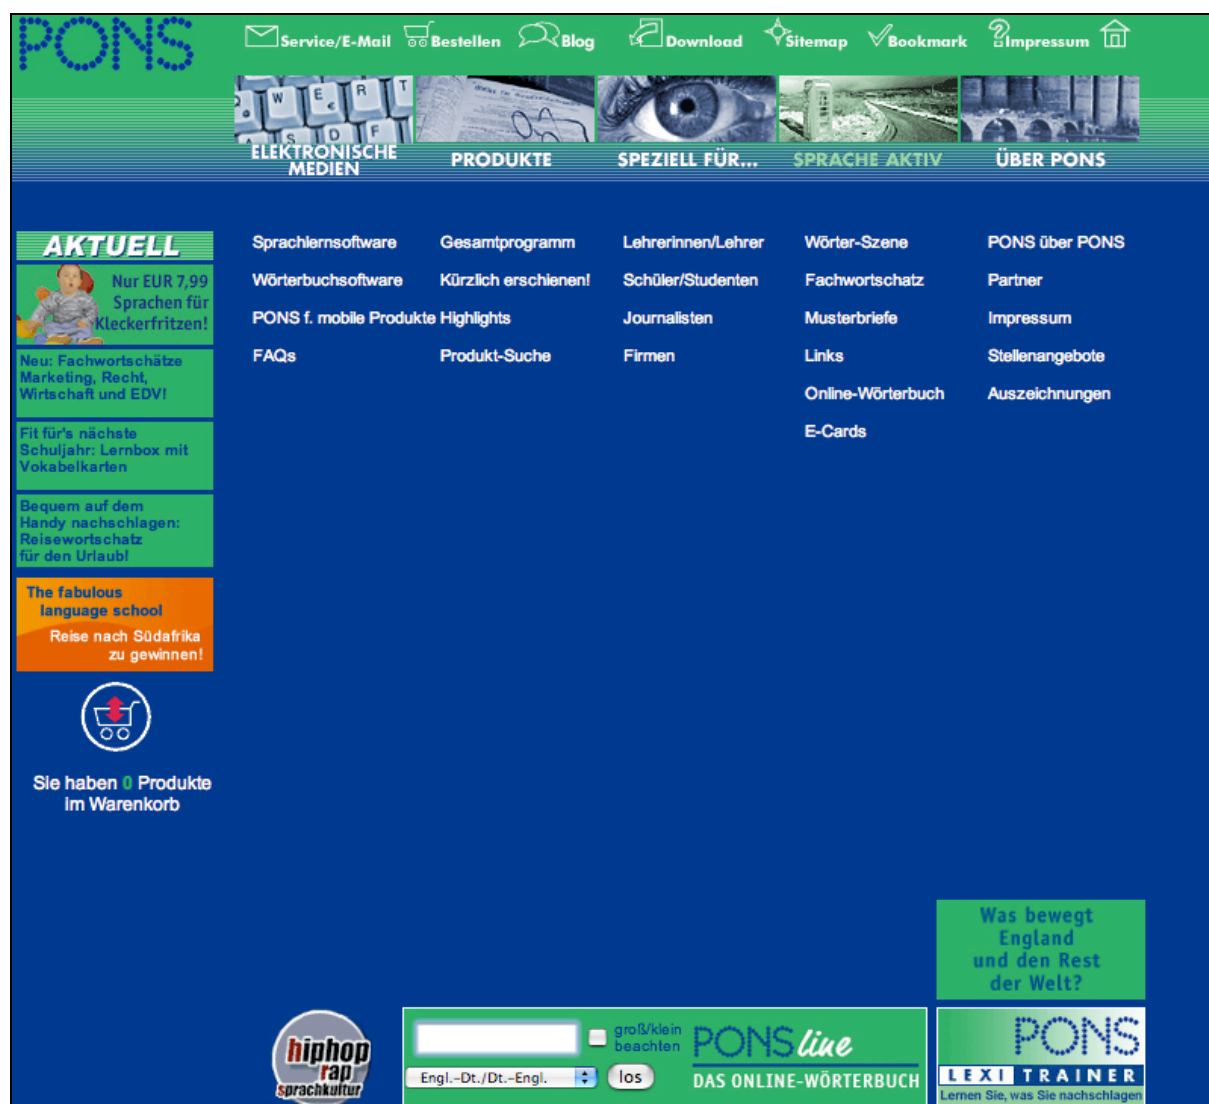 PONS
Service/E-Mail Bestellen Blog Download Sitemap Bookmark Impressum
W E R T
€
A S D F
ELEKTRONISCHE
MEDIEN
PRODUKTE
SPEZIELL FÜR...
SPRACHE AKTIV
ÜBER PONS
AKTUELL
Nur EUR 7,99
Sprachen für
Kleckerfritzen!
Neu: Fachwortschätze
Marketing, Recht,
Wirtschaft und EDV!
Fit für's nächste
Schuljahr: Lernbox mit
Vokabelkarten
Bequem auf dem
Handy nachschlagen:
Reisewortschatz
für den Urlaub!
The fabulous
language school
Reise nach Südafrika
zu gewinnen!
Sie haben 0 Produkte
im Warenkorb
Sprachlernsoftware
Wörterbuchsoftware
PONS f. mobile Produkte
FAQs
Gesamtprogramm
Kürzlich erschienen!
Highlights
Produkt-Suche
Lehrerinnen/Lehrer
Schüler/Studenten
Journalisten
Firmen
Wörter-Szene
Fachwortschatz
Musterbriefe
Links
Online-Wörterbuch
E-Cards
PONS über PONS
Partner
Impressum
Stellenangebote
Auszeichnungen
Was bewegt
England
und den Rest
der Welt?
hiphop
rap
sprachkultur
groß/klein
beachten
Engl.-Dt./Dt.-Engl.
los
PONSline
DAS ONLINE-WÖRTERBUCH
PONS
LEXI TRAINER
Lernen Sie, was Sie nachschlagen